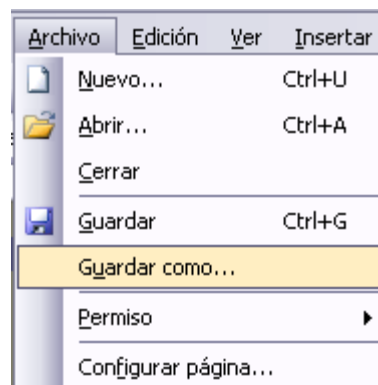 Archivo Edición Ver Insertar
Nuevo... Ctrl+U
Abrir... Ctrl+A
Cerrar
Guardar Ctrl+G
Guardar como...
Permiso
Configurar página...